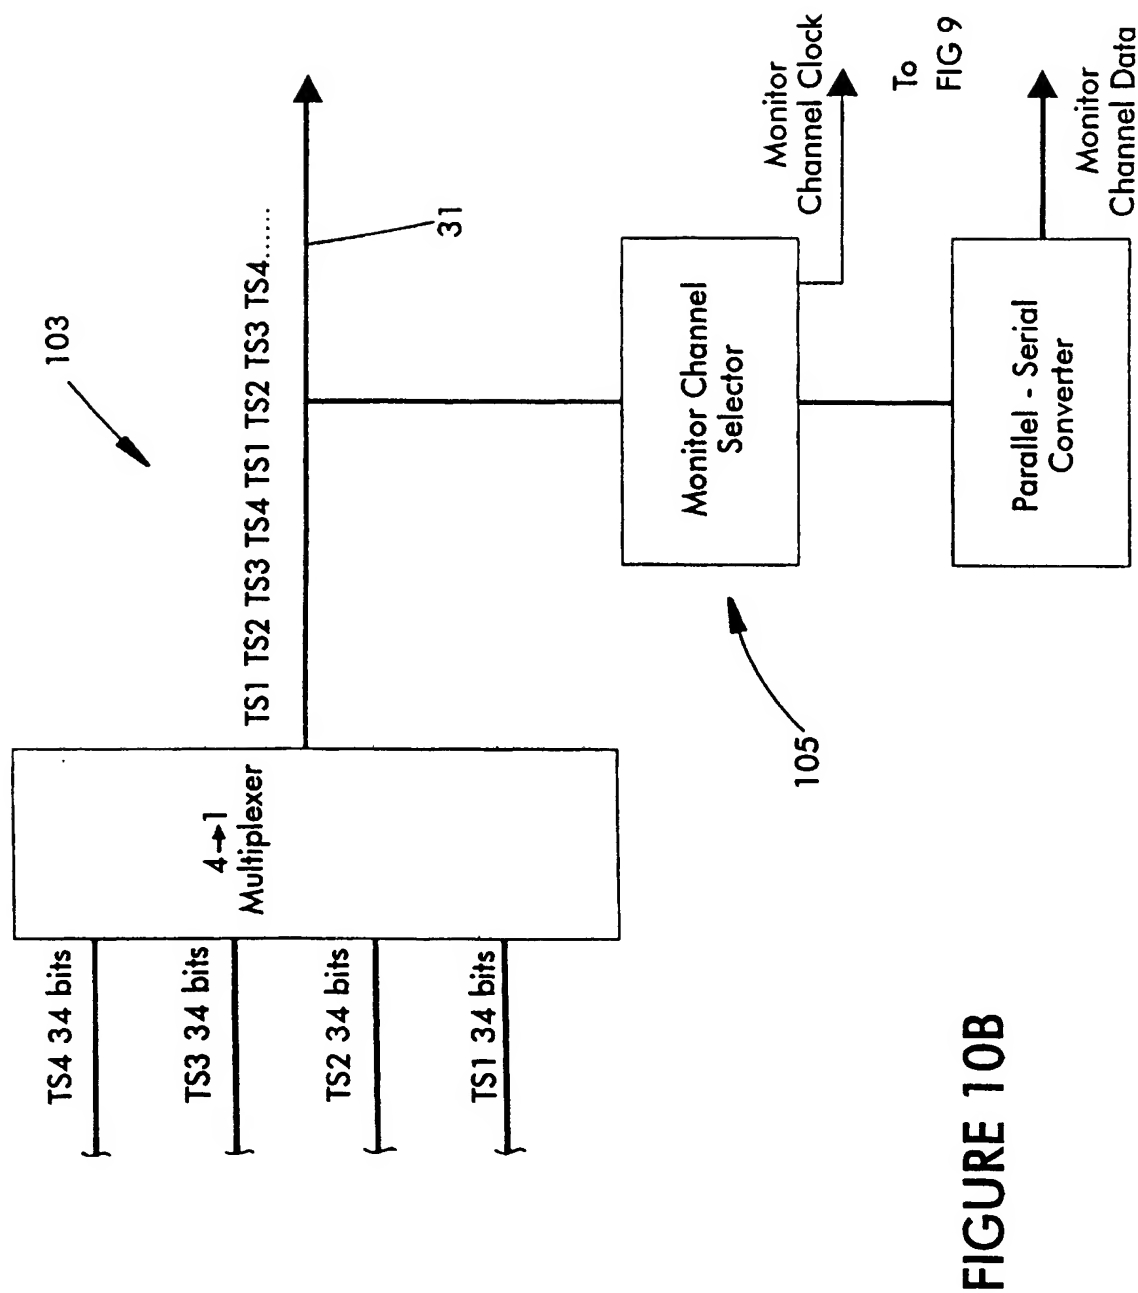 103
TS4 34 bits
TS3 34 bits
TS2 34 bits
TS1 34 bits
4→1
Multiplexer
TS1 TS2 TS3 TS4 TS1 TS2 TS3 TS4.......
31
105
Monitor Channel
Selector
Monitor
Channel Clock
To
FIG 9
Parallel - Serial
Converter
Monitor
Channel Data
FIGURE 10B